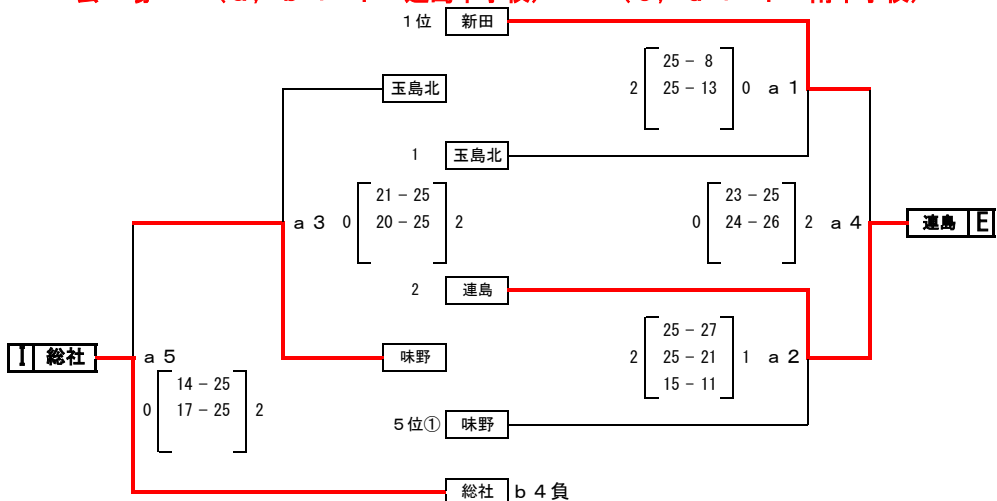 1位 新田
25 － 8
玉島北
2 25 － 13 0 a 1
1 玉島北
21 － 25
23 － 25
a 3 0 20 － 25 2
0 24 － 26 2 a 4 連島 E
2 連島
25 － 27
I 総社 a 5 味野
2 25 － 21 1 a 2
14 － 25
15 － 11
0 17 － 25 2
5位① 味野
総社 b 4 負